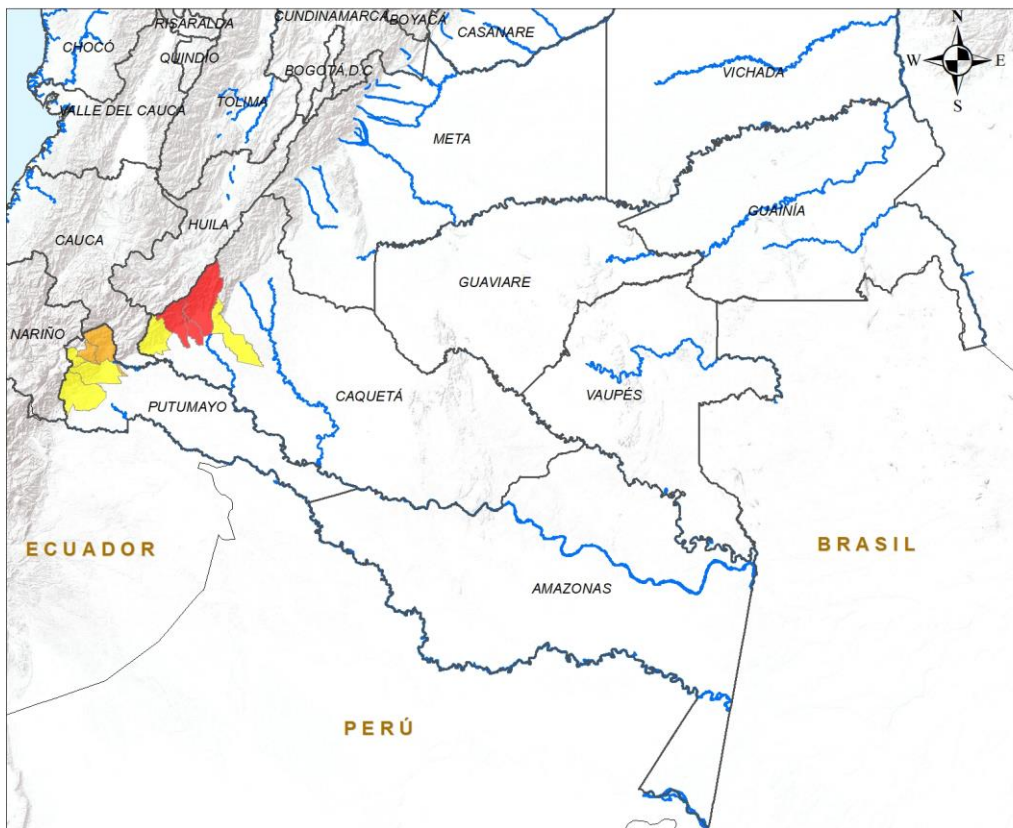 CUNDINAMARCA
BOYACÁ
RISARALDA
CASANARE
CHOCÓ
QUINDIO
BOGOTÁ,D.C
VICHADA
N
W
E
S
VALLE DEL CAUCA
TOLIMA
META
HUILA
GUAINÍA
CAUCA
GUAVIARE
NARIÑO
CAQUETÁ
VAUPÉS
PUTUMAYO
ECUADOR
BRASIL
AMAZONAS
PERÚ